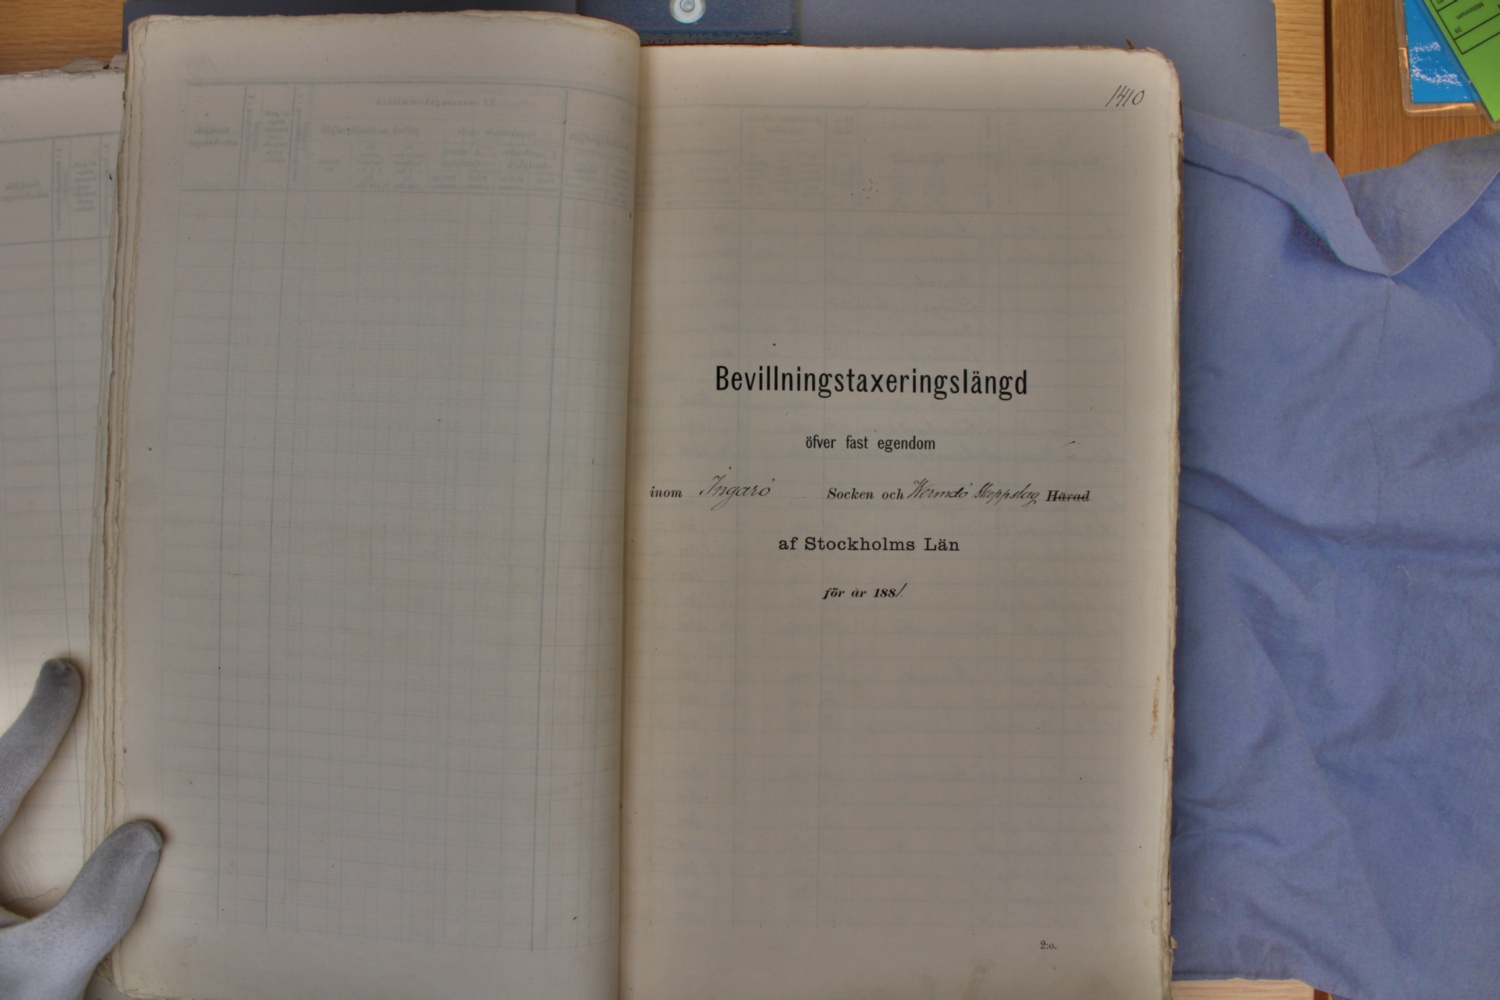 1410
Bevillningstaxeringslängd
öfver fast egendom
inom Ingarö Socken och Wermdö Skeppslag Härad
af Stockholms Län
för år 1881
2:o.